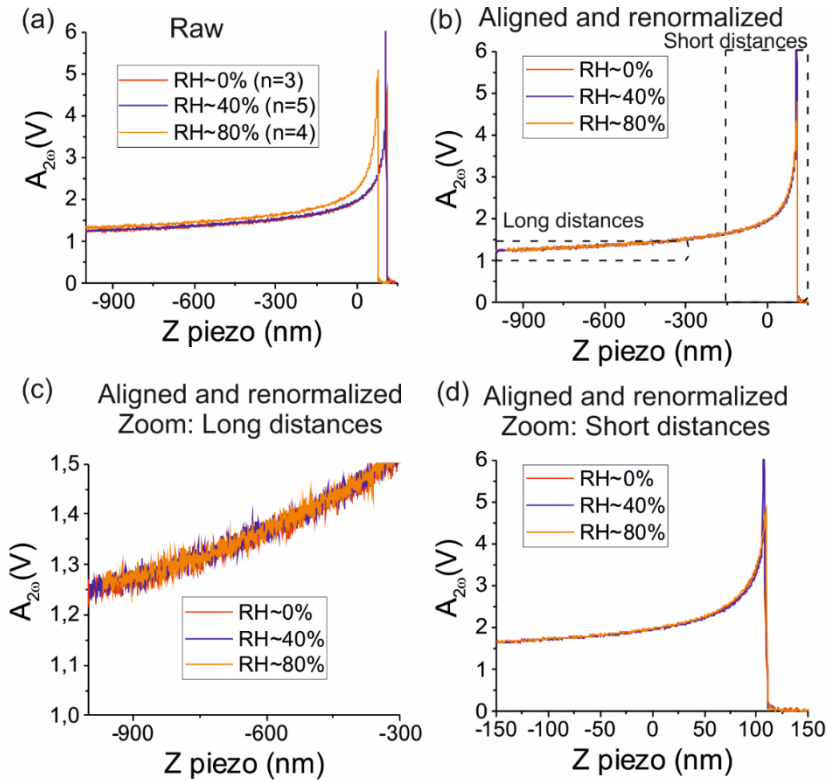 (a)
Raw
RH~0% (n=3)
RH~40% (n=5)
RH~80% (n=4)
A2ω(V)
6
5
4
3
2
1
0
-900 -600 -300 0
Z piezo (nm)
(b)
Aligned and renormalized
Short distances
RH~0%
RH~40%
RH~80%
Long distances
A2ω(V)
6
5
4
3
2
1
0
-900 -600 -300 0
Z piezo (nm)
(c)
Aligned and renormalized
Zoom: Long distances
A2ω(V)
1,5
1,4
1,3
1,2
1,1
1,0
RH~0%
RH~40%
RH~80%
-900 -600 -300
Z piezo (nm)
(d)
Aligned and renormalized
Zoom: Short distances
RH~0%
RH~40%
RH~80%
A2ω(V)
6
5
4
3
2
1
0
-150 -100 -50 0 50 100 150
Z piezo (nm)